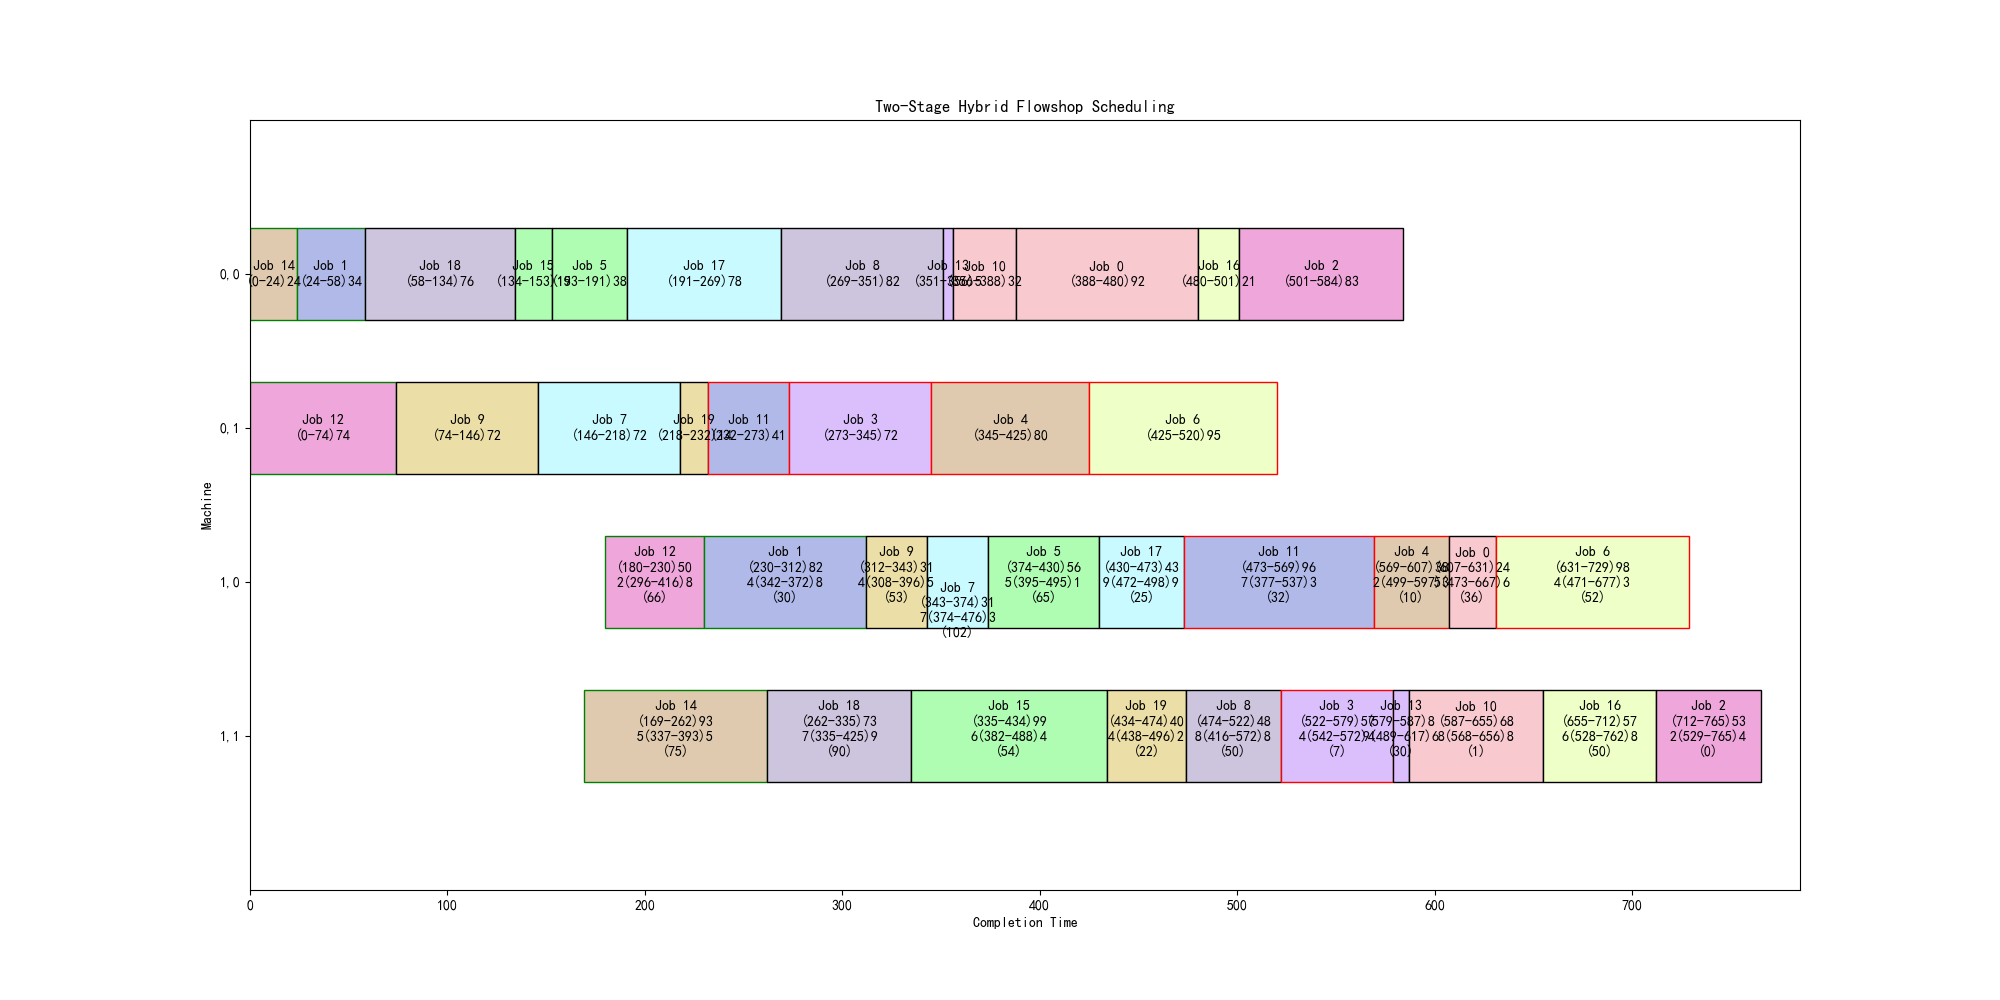 Two-Stage Hybrid Flowshop Scheduling
0,0
Job 14
(0-24)24
Job 1
(24-58)34
Job 18
(58-134)76
Job 15
(134-153)19
Job 5
(153-191)38
Job 17
(191-269)78
Job 8
(269-351)82
Job 13
(351-356)5
Job 10
(356-388)32
Job 0
(388-480)92
Job 16
(480-501)21
Job 2
(501-584)83
0,1
Job 12
(0-74)74
Job 9
(74-146)72
Job 7
(146-218)72
Job 19
(218-232)14
Job 11
(232-273)41
Job 3
(273-345)72
Job 4
(345-425)80
Job 6
(425-520)95
Machine
1,0
Job 12
(180-230)50
2(296-416)8
(66)
Job 1
(230-312)82
4(342-372)8
(30)
Job 9
(312-343)31
4(308-396)5
(53)
Job 7
(343-374)31
7(374-476)3
(102)
Job 5
(374-430)56
5(395-495)1
(65)
Job 17
(430-473)43
9(472-498)9
(25)
Job 11
(473-569)96
7(377-537)3
(32)
Job 4
(569-607)38
2(499-597)3
(10)
Job 0
(607-631)24
(473-667)6
(36)
Job 6
(631-729)98
4(471-677)3
(52)
1,1
Job 14
(169-262)93
5(337-393)5
(75)
Job 18
(262-335)73
7(335-425)9
(90)
Job 15
(335-434)99
6(382-488)4
(54)
Job 19
(434-474)40
4(438-496)2
(22)
Job 8
(474-522)48
8(416-572)8
(50)
Job 3
(522-579)57
4(542-572)
(7)
Job 13
(579-587)8
(489-617)6
(30)
Job 10
(587-655)68
(568-656)8
(1)
Job 16
(655-712)57
6(528-762)8
(50)
Job 2
(712-765)53
2(529-765)4
(0)
0
100
200
300
400
500
600
700
Completion Time